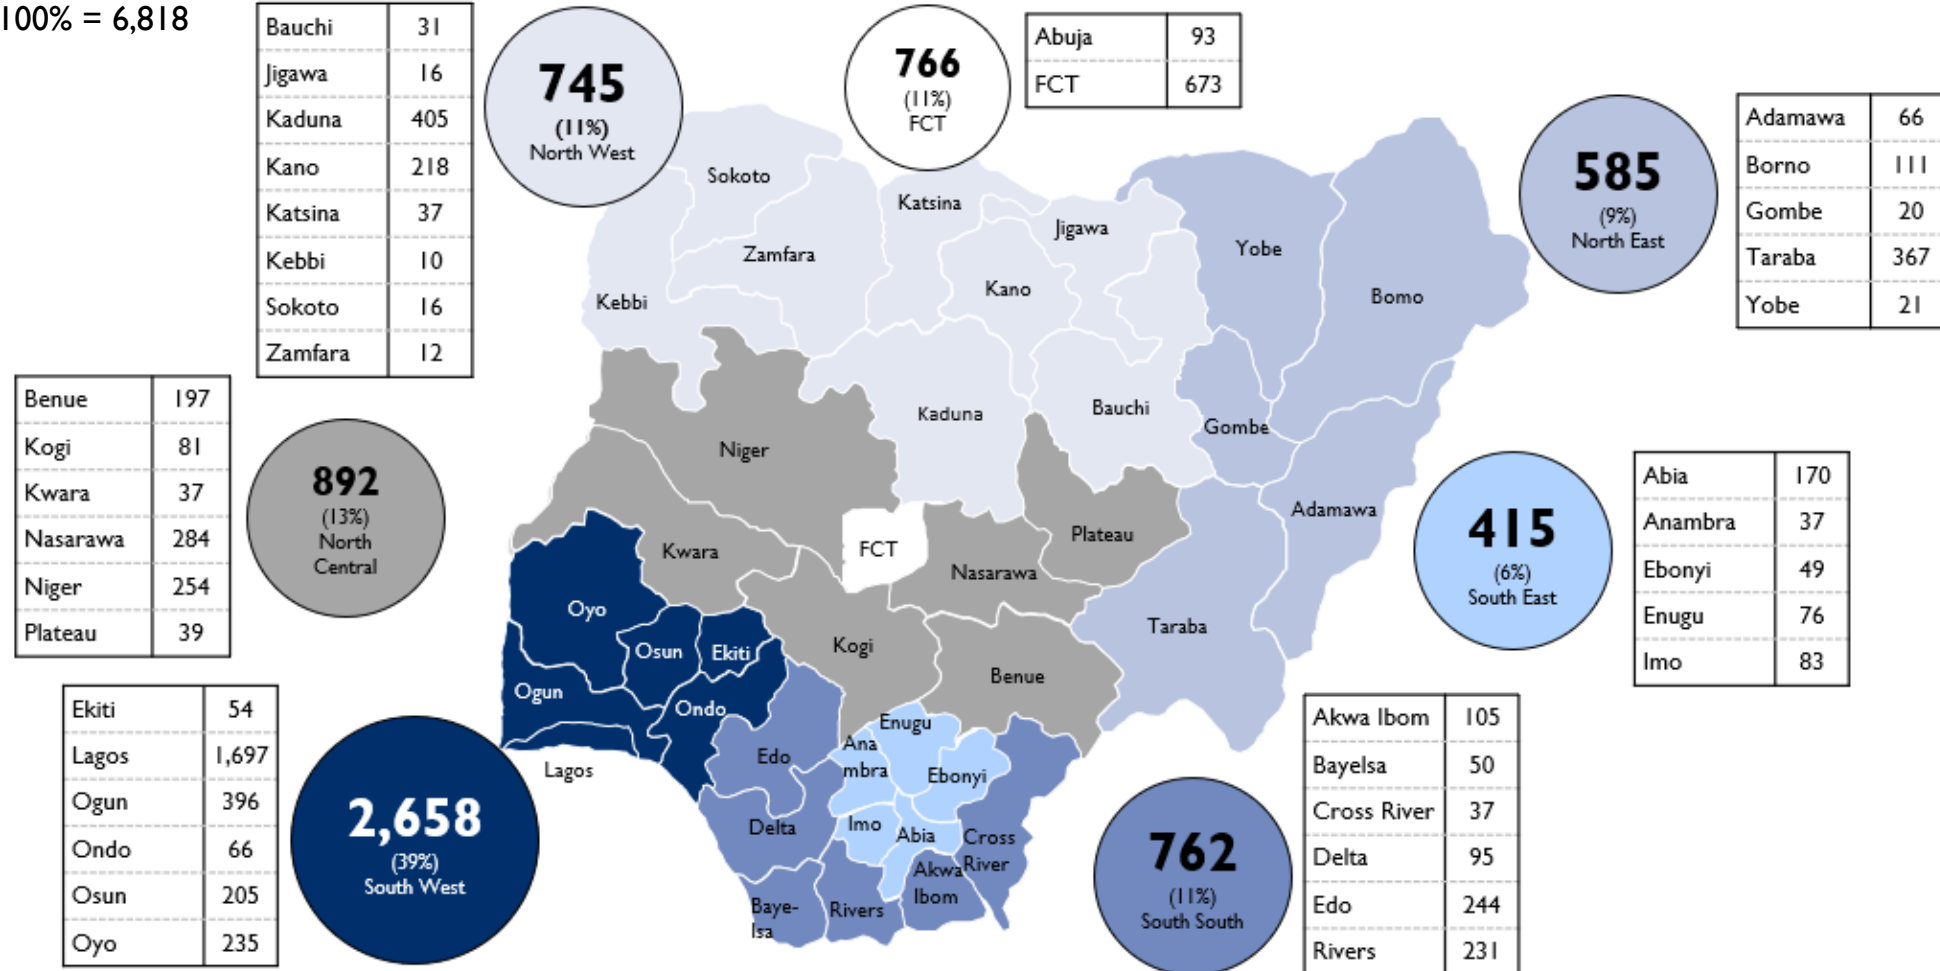 100% = 6,818
Bauchi 31
Jigawa 16
Kaduna 405
Kano 218
Katsina 37
Kebbi 10
Sokoto 16
Zamfara 12
745
(11%)
North West
766
(11%)
FCT
Abuja 93
FCT 673
585
(9%)
North East
Adamawa 66
Borno 111
Gombe 20
Taraba 367
Yobe 21
Benue 197
Kogi 81
Kwara 37
Nasarawa 284
Niger 254
Plateau 39
892
(13%)
North
Central
415
(6%)
South East
Abia 170
Anambra 37
Ebonyi 49
Enugu 76
Imo 83
Ekiti 54
Lagos 1,697
Ogun 396
Ondo 66
Osun 205
Oyo 235
2,658
(39%)
South West
762
(11%)
South South
Akwa Ibom 105
Bayelsa 50
Cross River 37
Delta 95
Edo 244
Rivers 231
Sokoto
Katsina
Jigawa
Zamfara
Yobe
Kano
Bomo
Kebbi
Kaduna
Bauchi
Gombe
Niger
Adamawa
Plateau
FCT
Kwara
Nasarawa
Oyo
Taraba
Osun
Ekiti
Kogi
Benue
Ogun
Ondo
Enugu
Edo
Ana
mbra
Ebonyi
Lagos
Delta
Imo
Abia
Cross
River
Akwa
Ibom
Baye-
lsa
Rivers